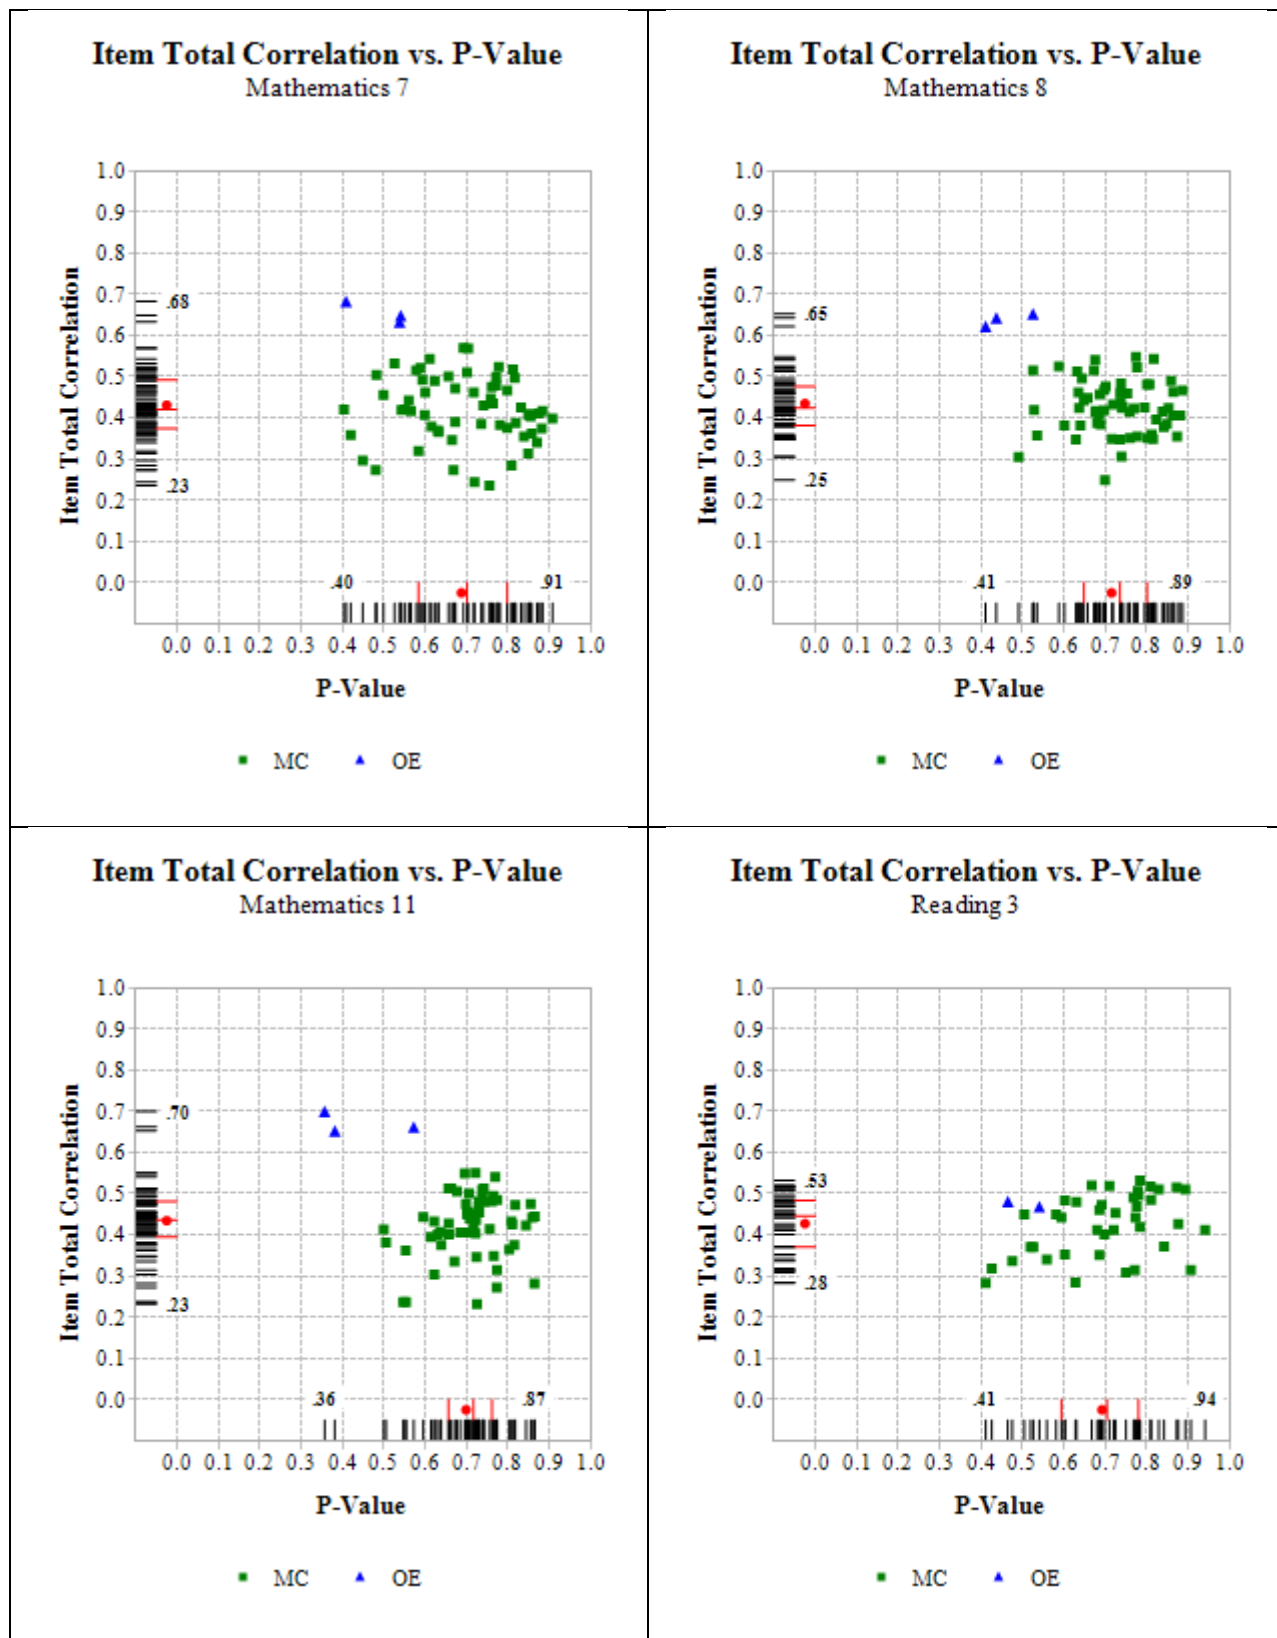 Item Total Correlation vs. P-Value
Mathematics 7
1.0
0.9
0.8
0.7
0.6
0.5
0.4
0.3
0.2
0.1
0.0
Item Total Correlation
.68
.23
.40
.91
0.0 0.1 0.2 0.3 0.4 0.5 0.6 0.7 0.8 0.9 1.0
P-Value
MC OE
Item Total Correlation vs. P-Value
Mathematics 8
1.0
0.9
0.8
0.7
0.6
0.5
0.4
0.3
0.2
0.1
0.0
Item Total Correlation
.65
.25
.41
.89
0.0 0.1 0.2 0.3 0.4 0.5 0.6 0.7 0.8 0.9 1.0
P-Value
MC OE
Item Total Correlation vs. P-Value
Mathematics 11
1.0
0.9
0.8
0.7
0.6
0.5
0.4
0.3
0.2
0.1
0.0
Item Total Correlation
.70
.23
.36
.87
0.0 0.1 0.2 0.3 0.4 0.5 0.6 0.7 0.8 0.9 1.0
P-Value
MC OE
Item Total Correlation vs. P-Value
Reading 3
1.0
0.9
0.8
0.7
0.6
0.5
0.4
0.3
0.2
0.1
0.0
Item Total Correlation
.53
.28
.41
.94
0.0 0.1 0.2 0.3 0.4 0.5 0.6 0.7 0.8 0.9 1.0
P-Value
MC OE